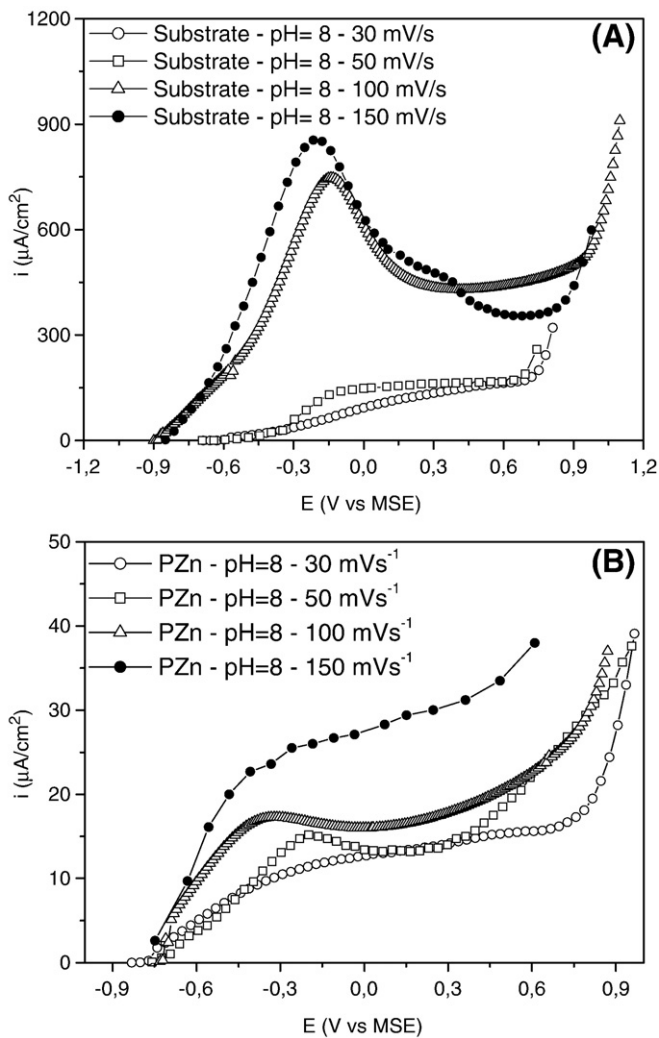 1200
(A)
Substrate - pH= 8 - 30 mV/s
Substrate - pH= 8 - 50 mV/s
Substrate - pH= 8 - 100 mV/s
Substrate - pH= 8 - 150 mV/s
900
600
300
0
i (µA/cm²)
-1,2 -0,9 -0,6 -0,3 0,0 0,3 0,6 0,9 1,2
E (V vs MSE)
50
(B)
PZn - pH=8 - 30 mVs⁻¹
PZn - pH=8 - 50 mVs⁻¹
PZn - pH=8 - 100 mVs⁻¹
PZn - pH=8 - 150 mVs⁻¹
40
30
20
10
0
i (µA/cm²)
-0,9 -0,6 -0,3 0,0 0,3 0,6 0,9
E (V vs MSE)